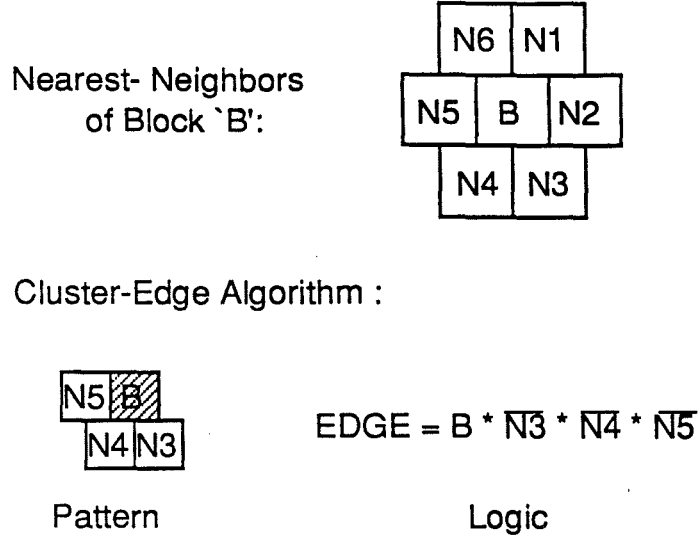 N6 N1
Nearest- Neighbors
of Block `B':
N5 B N2
N4 N3
Cluster-Edge Algorithm :
N5 B
N4 N3
EDGE = B * N̅3̅ * N̅4̅ * N̅5̅
Pattern
Logic